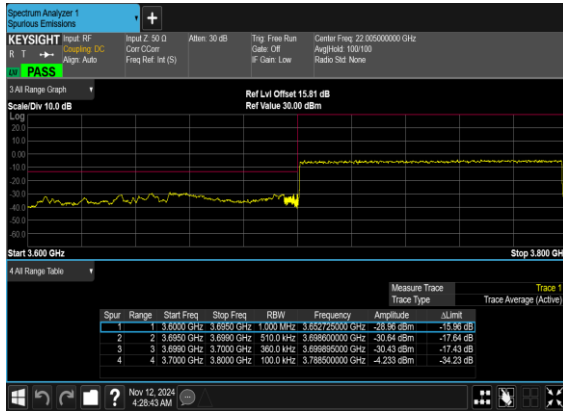 Spectrum Analyzer 1
Spurious Emissions
KEYSIGHT Input: RF Input Z: 50 Ω Atten: 30 dB Trig: Free Run Center Freq: 22.005000000 GHz
R T Coupling: DC Corr CCorr Gate: Off Avg|Hold: 100/100
Align: Auto Freq Ref: Int (S) IF Gain: Low Radio Std: None
PASS
3 All Range Graph
Ref Lvl Offset 15.81 dB
Scale/Div 10.0 dB Ref Value 30.00 dBm
Log
20.0
10.0
0.00
-10.0
-20.0
-30.0
-40.0
-50.0
-60.0
Start 3.600 GHz Stop 3.800 GH
4 All Range Table
Measure Trace Trace 1
Trace Type Trace Average (Active)
Spur Range Start Freq Stop Freq RBW Frequency Amplitude ΔLimit
1 1 3.6000 GHz 3.6950 GHz 1.000 MHz 3.652725000 GHz -28.96 dBm -15.96 dB
2 2 3.6950 GHz 3.6990 GHz 510.0 kHz 3.698600000 GHz -30.64 dBm -17.64 dB
3 3 3.6990 GHz 3.7000 GHz 360.0 kHz 3.699895000 GHz -30.43 dBm -17.43 dB
4 4 3.7000 GHz 3.8000 GHz 100.0 kHz 3.788500000 GHz -4.233 dBm -34.23 dB
? Nov 12, 2024
4:28:43 AM